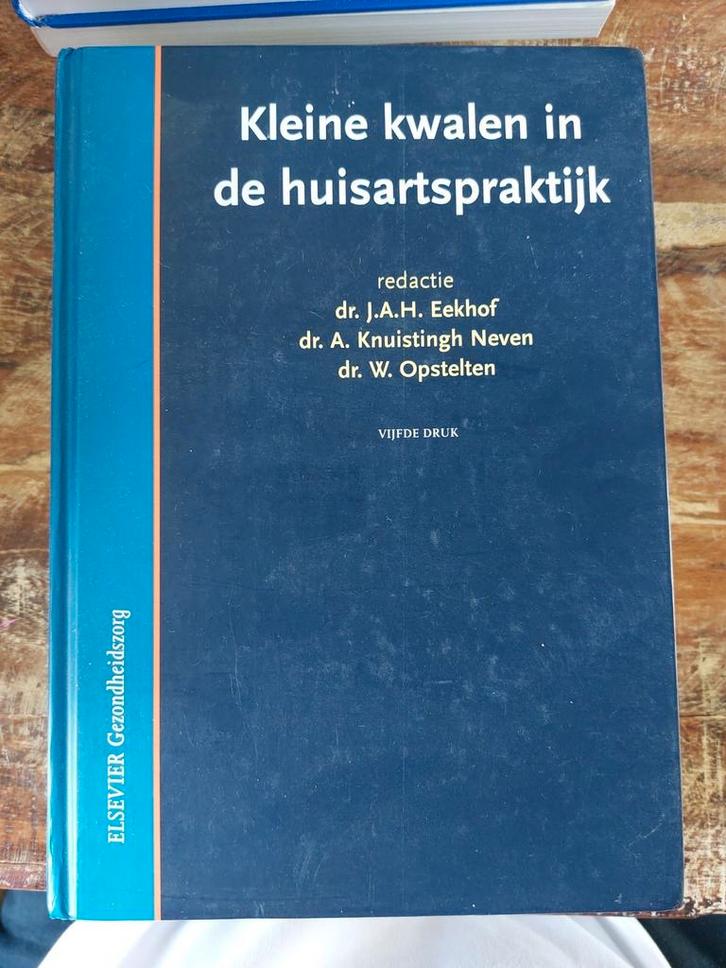 Kleine kwalen in
de huisartspraktijk
redactie
dr. J.A.H. Eekhof
dr. A. Knuistingh Neven
dr. W. Opstelten
VIJFDE DRUK
ELSEVIER Gezondheidszorg